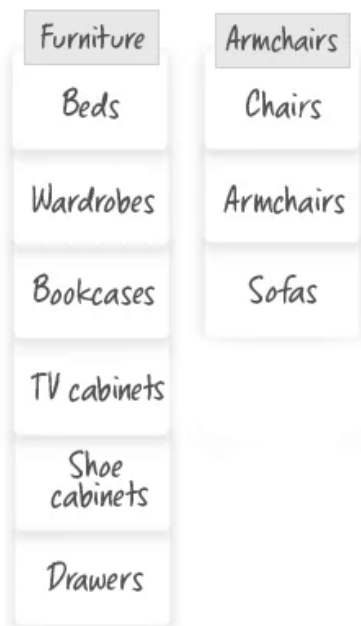 Furniture
Beds
Wardrobes
Bookcases
TV cabinets
Shoe
cabinets
Drawers
Armchairs
Chairs
Armchairs
Sofas